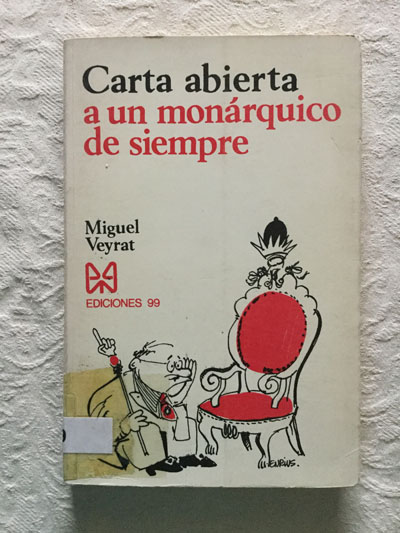 Carta abierta
a un monárquico
de siempre
Miguel
Veyrat
EDICIONES 99